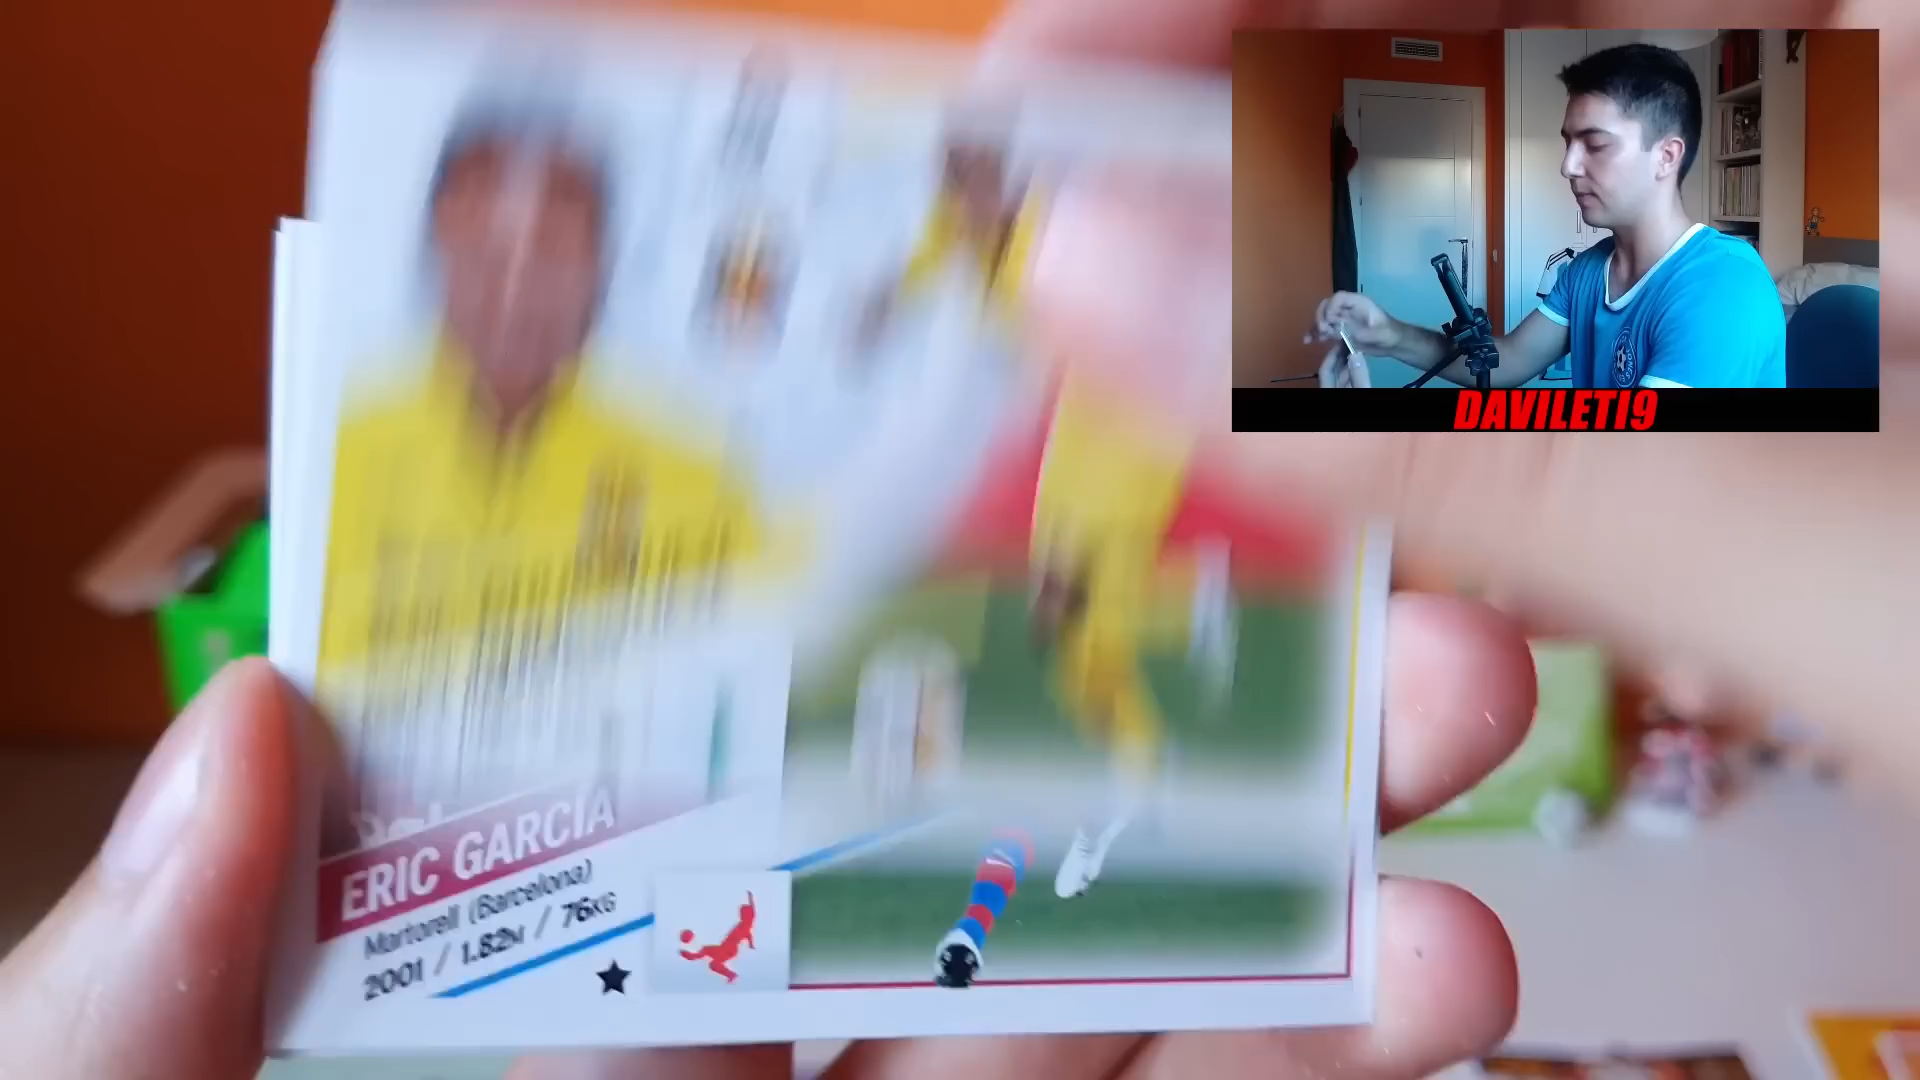 DAVILETI9
ERIC GARCÍA
Martorell (Barcelona)
2001 / 1.82M / 76KG